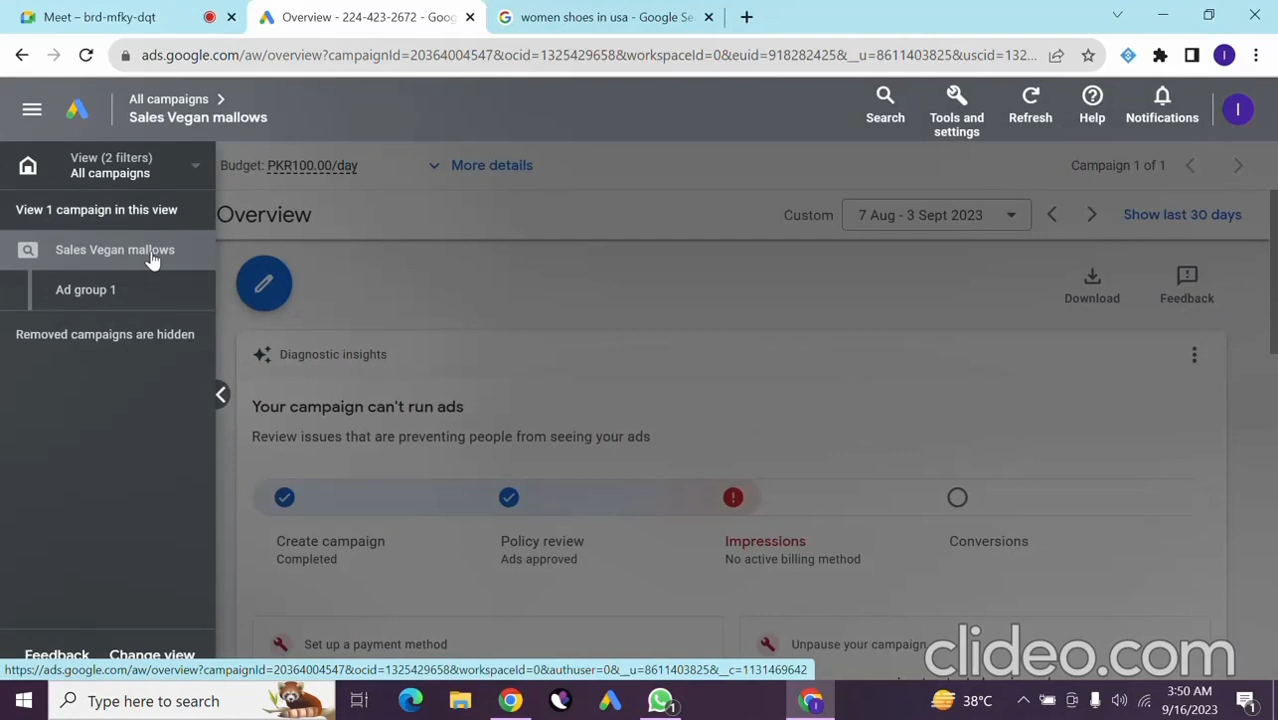 Meet – brd-mfky-dqt
Overview - 224-423-2672 - Goog
women shoes in usa - Google Se
ads.google.com/aw/overview?campaignId=20364004547&ocid=1325429658&workspaceId=0&euid=918282425&__u=8611403825&uscid=132...
I
All campaigns
Sales Vegan mallows
Search
Tools and settings
Refresh
Help
Notifications
I
View (2 filters)
All campaigns
Budget: PKR100.00/day
More details
Campaign 1 of 1
View 1 campaign in this view
Overview
Custom
7 Aug - 3 Sept 2023
Show last 30 days
Sales Vegan mallows
Ad group 1
Download
Feedback
Removed campaigns are hidden
Diagnostic insights
Your campaign can't run ads
Review issues that are preventing people from seeing your ads
Create campaign
Completed
Policy review
Ads approved
Impressions
No active billing method
Conversions
Set up a payment method
Unpause your campaign
Feedback
Change view
clideo.com
https://ads.google.com/aw/overview?campaignId=20364004547&ocid=1325429658&workspaceId=0&authuser=0&__u=8611403825&__c=1131469642
Type here to search
1
38°C
3:50 AM
9/16/2023
1